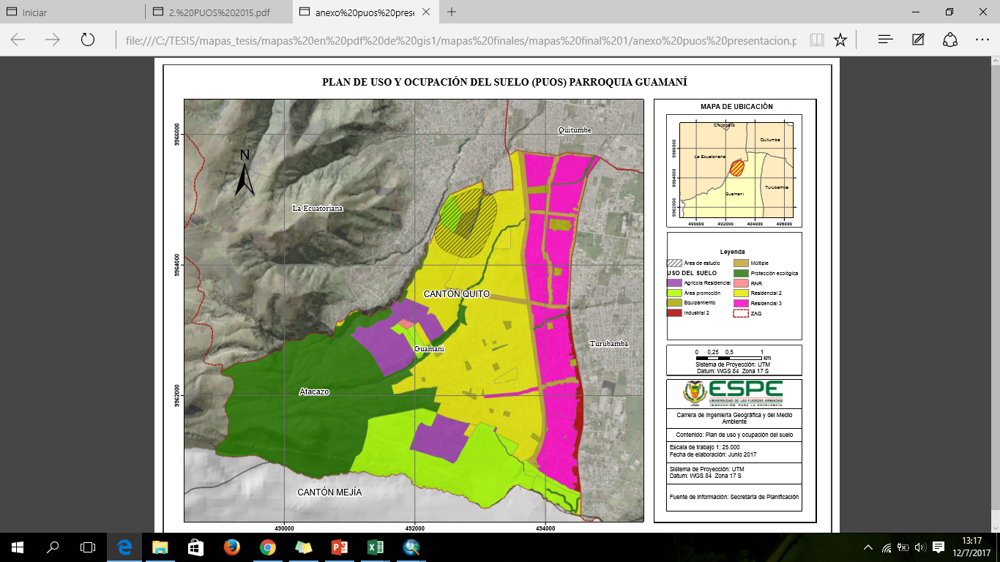 Iniciar
2.%20PUOS%202015.pdf
anexo%20puos%20prese
file:///C:/TESIS/mapas_tesis/mapas%20en%20pdf%20de%20gis1/mapas%20finales/mapas%20final%201/anexo%20puos%20presentacion.p
PLAN DE USO Y OCUPACIÓN DEL SUELO (PUOS) PARROQUIA GUAMANÍ
Quitumbe
N
La Ecuatoriana
CANTÓN QUITO
Guamani
Turubamba
Atacazo
CANTÓN MEJÍA
9966000
9964000
9962000
490000
492000
494000
MAPA DE UBICACIÓN
Chillogallo
Quitumbe
La Ecuatoriana
Guamani
Turubamba
9966000
9964000
9962000
490000
492000
494000
496000
Leyenda
Área de estudio
USO DEL SUELO
Agricola Residencial
Área promoción
Equipamiento
Industrial 2
Múltiple
Protección ecológica
RNR
Residencial 2
Residencial 3
ZAQ
0 0,25 0,5 1
km
Sistema de Proyección: UTM
Datum: WGS 84 Zona 17 S
ESPE
UNIVERSIDAD DE LAS FUERZAS ARMADAS
INNOVACIÓN PARA LA EXCELENCIA
Carrera de Ingeniería Geográfica y del Medio
Ambiente
Contenido: Plan de uso y ocupación del suelo
Escala de trabajo 1: 25.000
Fecha de elaboración: Junio 2017
Sistema de Proyección: UTM
Datum: WGS 84 Zona 17 S
Fuente de Información: Secretaría de Planificación
13:17
12/7/2017